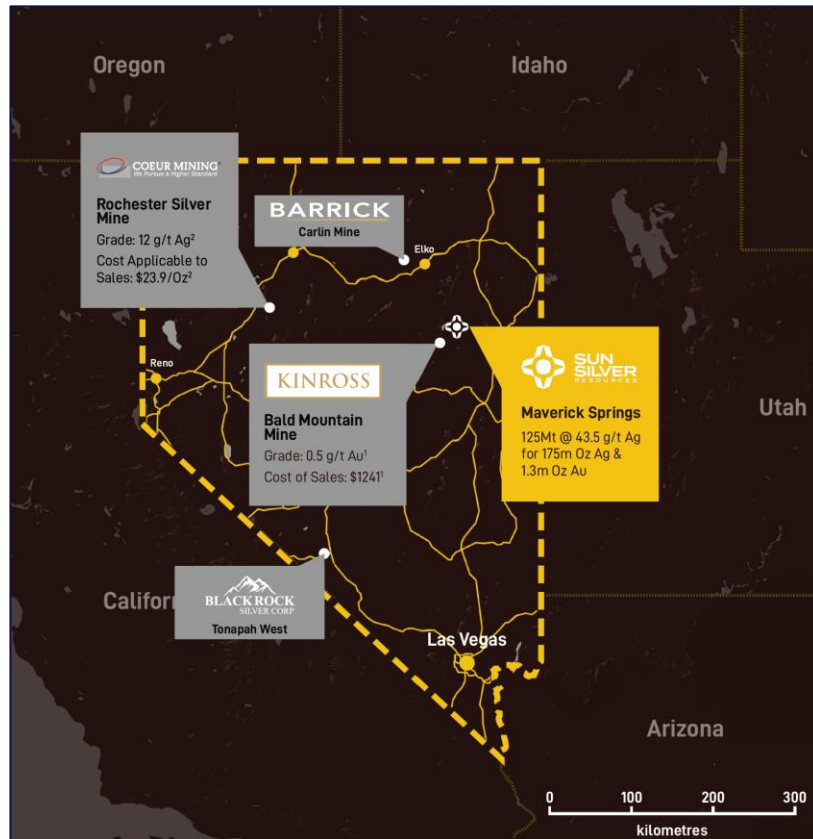 Oregon
Idaho
COEUR MINING
We Pursue a Higher Standard
Rochester Silver
Mine
Grade: 12 g/t Ag²
Cost Applicable to
Sales: $23.9/Oz²
BARRICK
Carlin Mine
Elko
Reno
KINROSS
Bald Mountain
Mine
Grade: 0.5 g/t Au¹
Cost of Sales: $1241¹
SUN
SILVER
RESOURCES
Maverick Springs
125Mt @ 43.5 g/t Ag
for 175m Oz Ag &
1.3m Oz Au
Utah
Califor
BLACKROCK
SILVER CORP
Tonapah West
Las Vegas
Arizona
0 100 200 300
kilometres